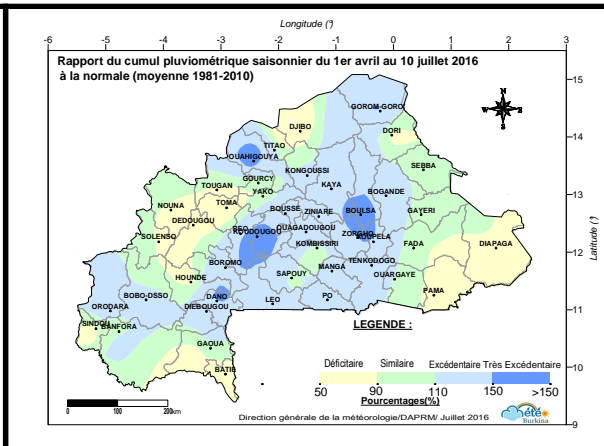 Longitude (°)
-6 -5 -4 -3 -2 -1 0 1 2 3
Rapport du cumul pluviométrique saisonnier du 1er avril au 10 juillet 2016
à la normale (moyenne 1981-2010)
15
N
W E
S
GOROM-GORO
DJIBO
DORI
14
TITAO
OUAHIGOUYA
SEBBA
KONGOUSSI
GOURCY
TOUGAN
KAYA
YAKO
BOGANDE
13
NOUNA
TOMA
BOUSSE
ZINIARE
BOULSA
GAYERI
DEDOUGOU
REO
KOUDOUGOU
OUAGADOUGOU
ZORGHO
KOUPELA
SOLENSO
KOMBISSIRI
FADA
DIAPAGA
12
Latitude (°)
BOROMO
TENKODOGO
MANGA
SAPOUY
OUARGAYE
HOUNDE
PAMA
BOBO-DSSO
DANO
LEO
PO
ORODARA
DIEBOUGOU
11
SINDOU
BANFORA
LEGENDE :
GAOUA
Déficitaire Similaire Excédentaire Très Excédentaire
10
BATIE
50 90 110 150 >150
Pourcentages(%)
0 100 200km
Direction générale de la météorologie/DAPRM/ Juillet 2016
été
Burkina
9